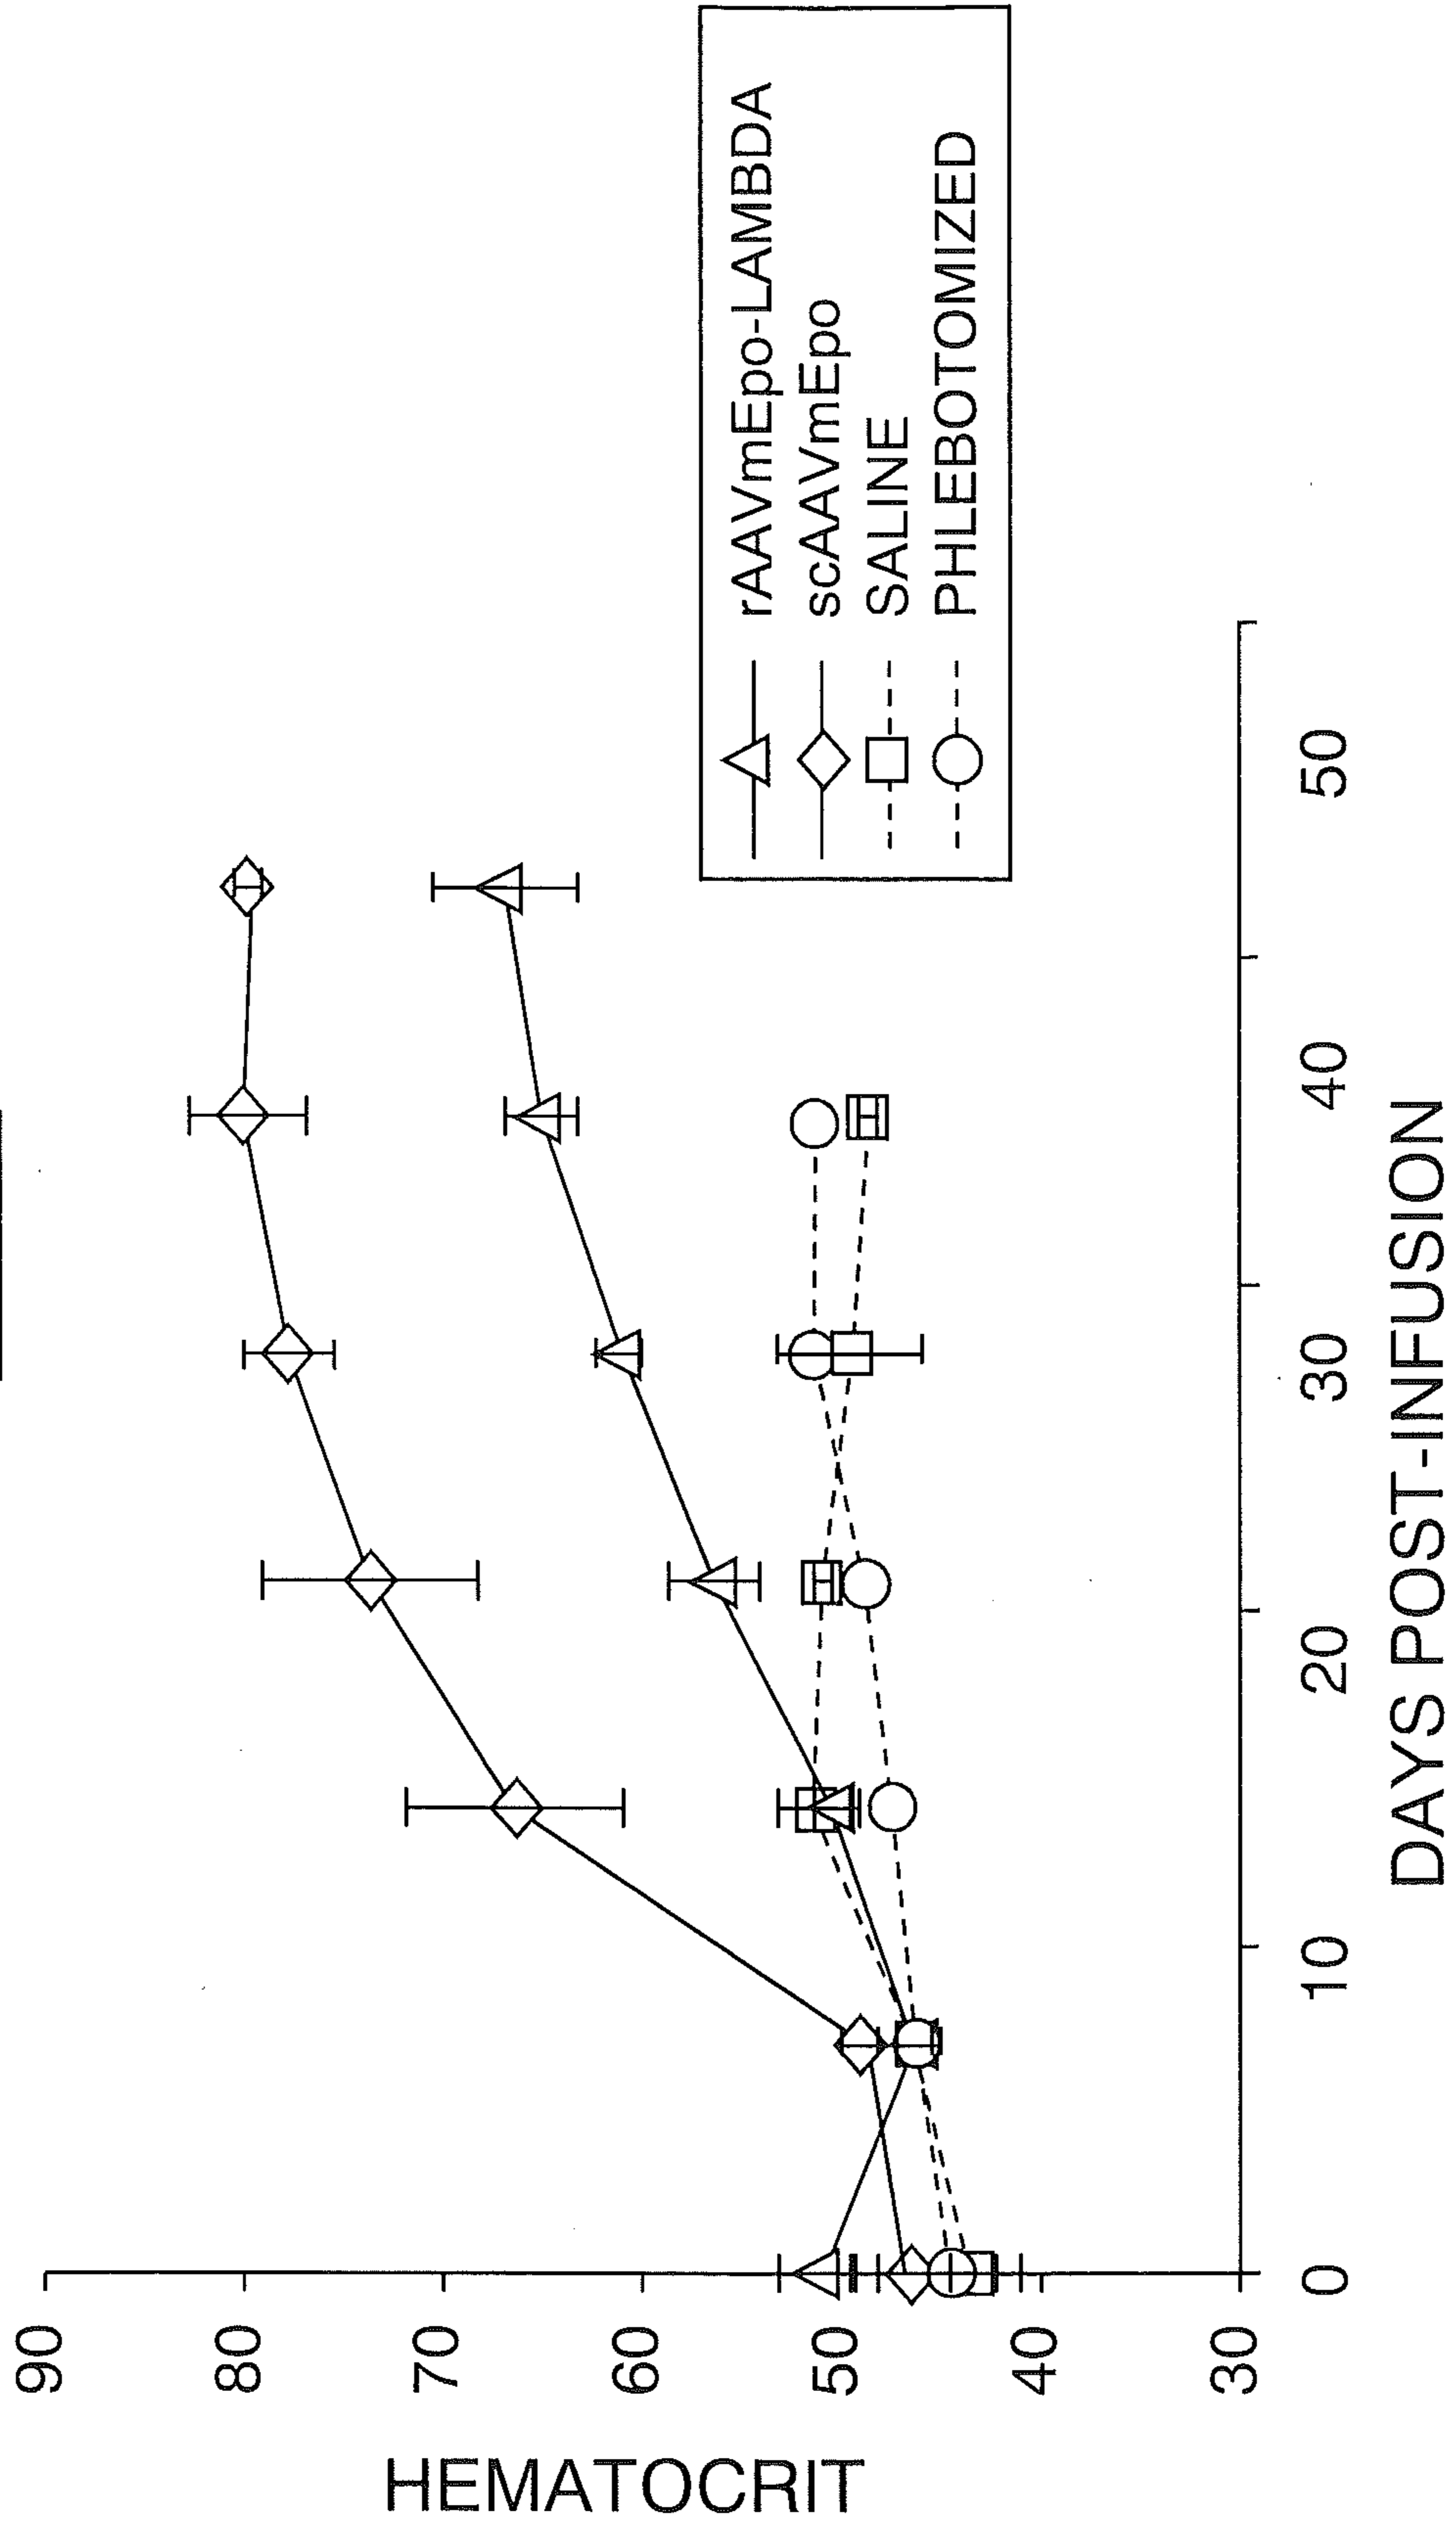 90
80
70
60
50
40
30
HEMATOCRIT
0
10
20
30
40
50
DAYS POST-INFUSION
rAAVmEpo-LAMBDA
scAAVmEpo
SALINE
PHLEBOTOMIZED